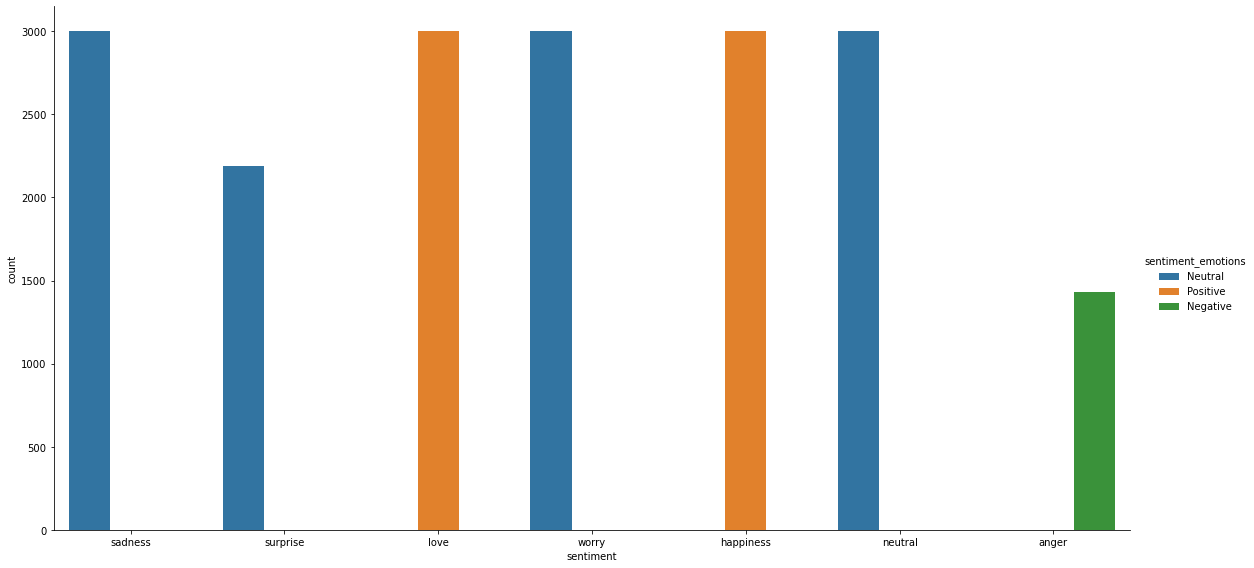 3000
2500
2000
1500
1000
500
0
count
sadness surprise love worry happiness neutral anger
sentiment
sentiment_emotions
Neutral
Positive
Negative